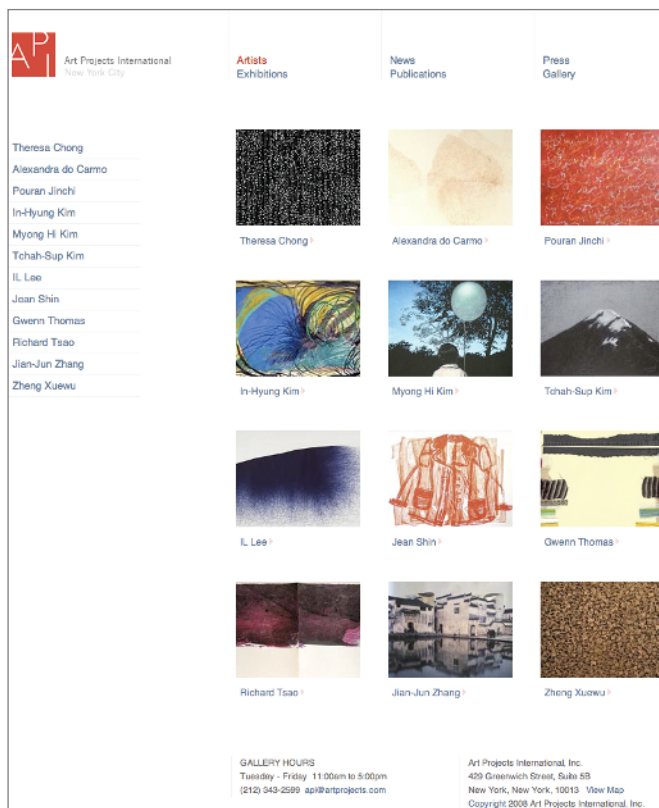 API
Art Projects International
New York City
Artists
Exhibitions
News
Publications
Press
Gallery
Theresa Chong
Alexandra do Carmo
Pouran Jinchi
In-Hyung Kim
Myong Hi Kim
Tchah-Sup Kim
IL Lee
Jean Shin
Gwenn Thomas
Richard Tsao
Jian-Jun Zhang
Zheng Xuewu
Theresa Chong
Alexandra do Carmo
Pouran Jinchi
In-Hyung Kim
Myong Hi Kim
Tchah-Sup Kim
IL Lee
Jean Shin
Gwenn Thomas
Richard Tsao
Jian-Jun Zhang
Zheng Xuewu
GALLERY HOURS
Tuesday - Friday 11:00am to 5:00pm
(212) 343-2599 api@artprojects.com
Art Projects International, Inc.
429 Greenwich Street, Suite 5B
New York, New York, 10013 View Map
Copyright 2008 Art Projects International, Inc.